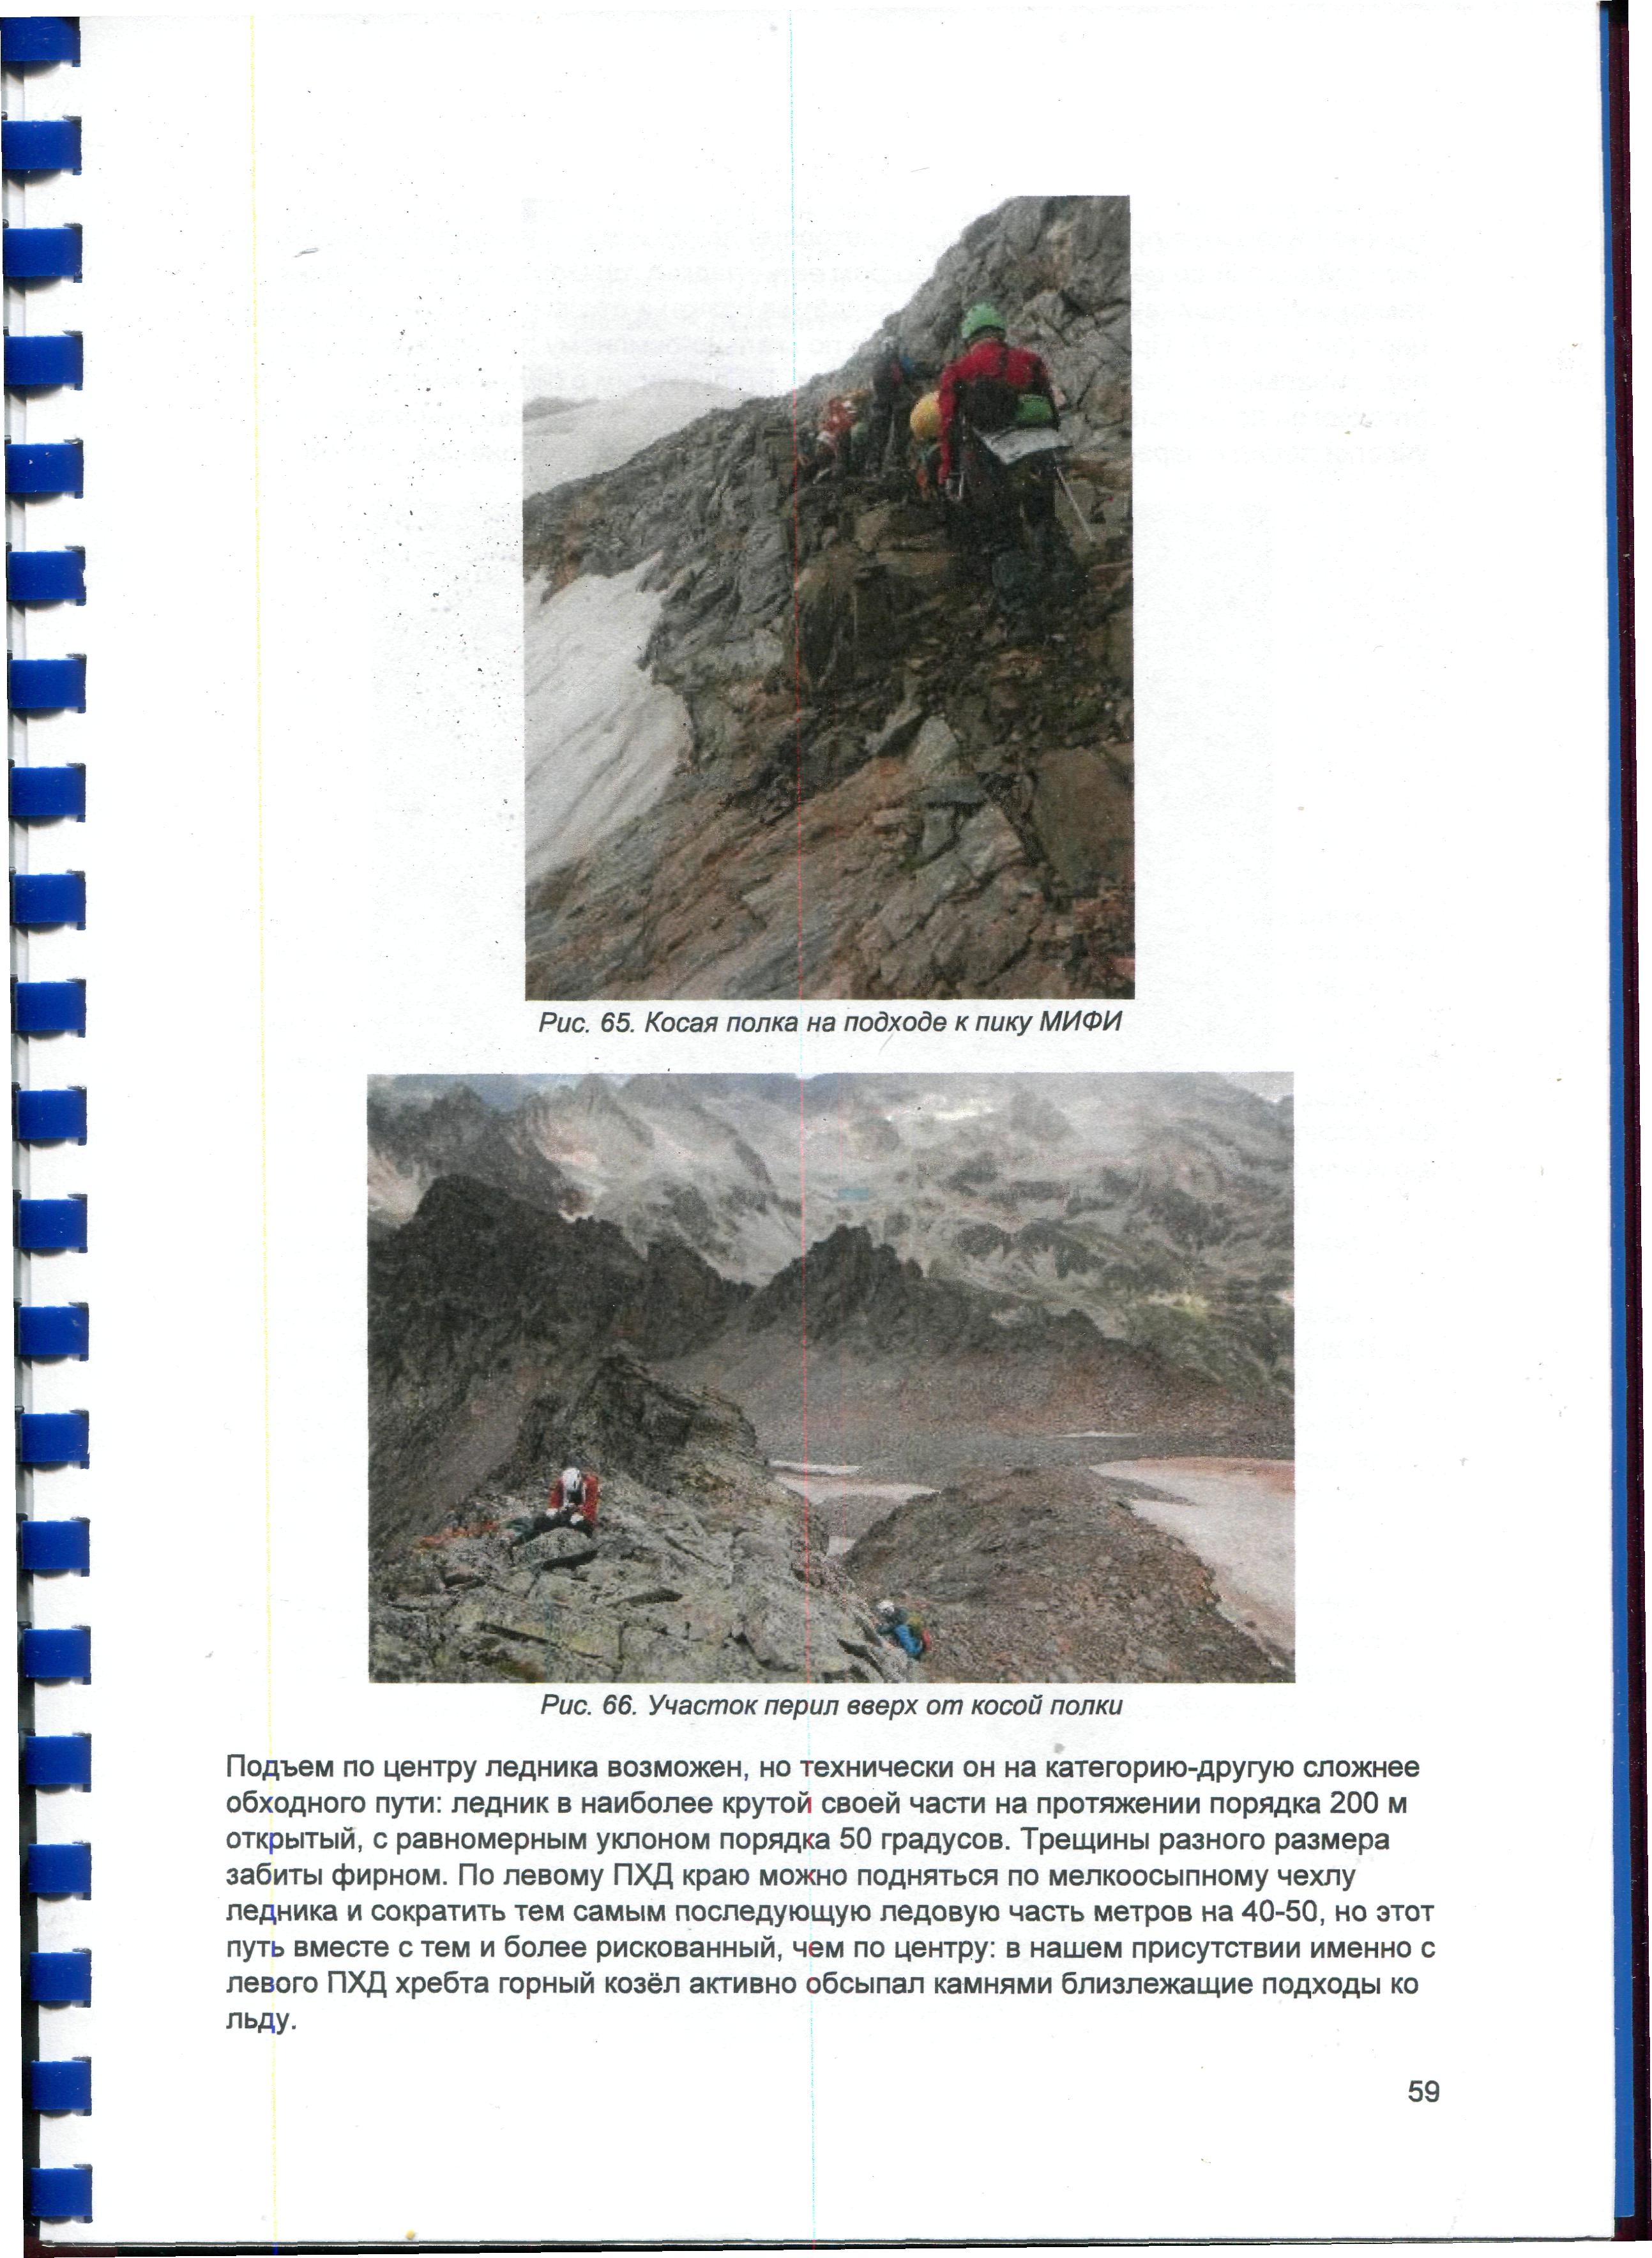 Рис. 65. Косая полка на подходе к пику МИФИ
Рис. 66. Участок перил вверх от косой полки
Подъем по центру ледника возможен, но технически он на категорию-другую сложнее
обходного пути: ледник в наиболее крутой своей части на протяжении порядка 200 м
открытый, с равномерным уклоном порядка 50 градусов. Трещины разного размера
забиты фирном. По левому ПХД краю можно подняться по мелкоосыпному чехлу
ледника и сократить тем самым последующую ледовую часть метров на 40-50, но этот
путь вместе с тем и более рискованный, чем по центру: в нашем присутствии именно с
левого ПХД хребта горный козёл активно обсыпал камнями близлежащие подходы ко
льду.
59